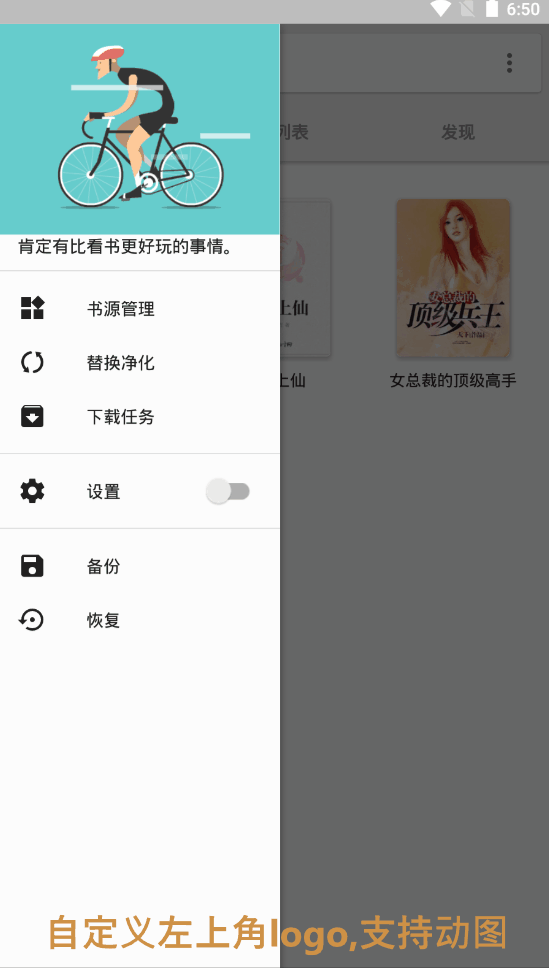 6:50
列表
发现
肯定有比看书更好玩的事情。
书源管理
替换净化
下载任务
上仙
女总裁的
顶级兵王
上仙
女总裁的顶级高手
设置
备份
恢复
自定义左上角logo,支持动图